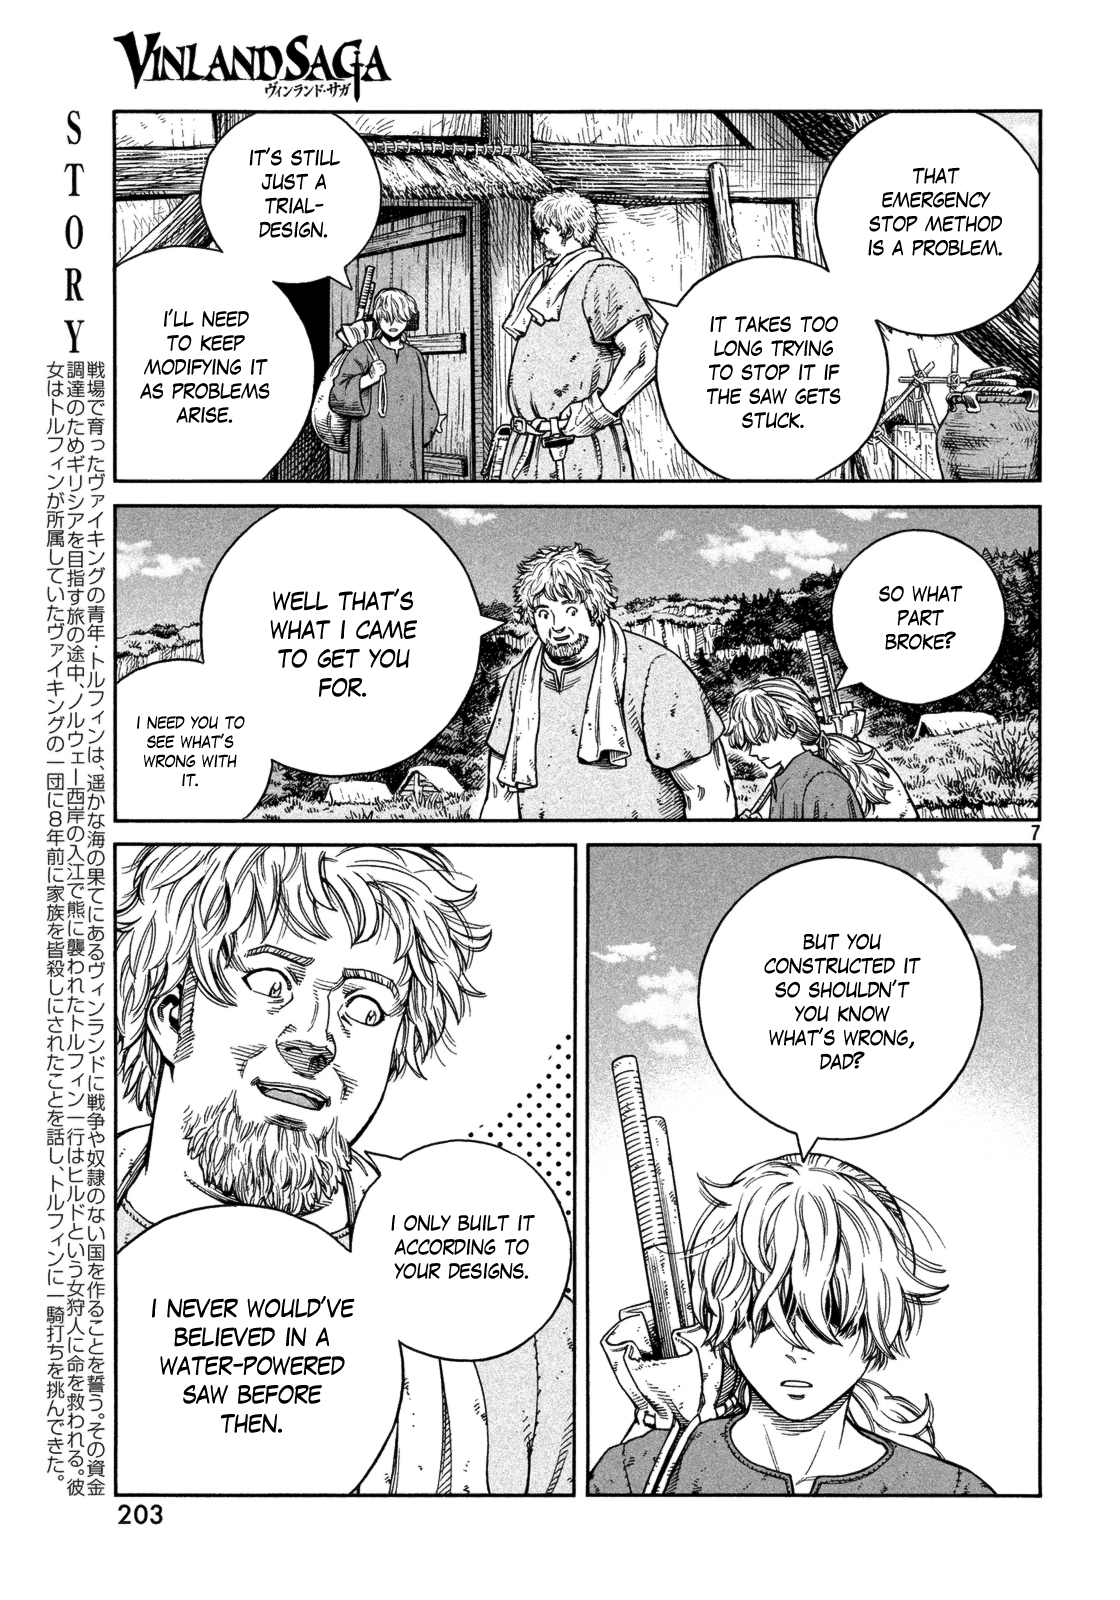 VINLAND SAGA
ヴィンランド・サガ
STORY
戦場で育ったヴァイキングの青年・トルフィンは、遥かな海の果てにあるヴィンランドに戦争や奴隷のない国を作ることを誓う。その資金
調達のためギリシアを目指す旅の途中、ノルウェー西岸の入江で熊に襲われたトルフィン一行はヒルドという女狩人に命を救われる。彼
女はトルフィンが所属していたヴァイキングの一団に8年前に家族を皆殺しにされたことを話し、トルフィンに一騎打ちを挑んできた。
THAT
EMERGENCY
STOP METHOD
IS A PROBLEM.
IT TAKES TOO
LONG TRYING
TO STOP IT IF
THE SAW GETS
STUCK.
IT'S STILL
JUST A
TRIAL-
DESIGN.
I'LL NEED
TO KEEP
MODIFYING IT
AS PROBLEMS
ARISE.
SO WHAT
PART
BROKE?
WELL THAT'S
WHAT I CAME
TO GET YOU
FOR.
I NEED YOU TO
SEE WHAT'S
WRONG WITH
IT.
7
BUT YOU
CONSTRUCTED IT
SO SHOULDN'T
YOU KNOW
WHAT'S WRONG,
DAD?
I ONLY BUILT IT
ACCORDING TO
YOUR DESIGNS.
I NEVER WOULD'VE
BELIEVED IN A
WATER-POWERED
SAW BEFORE
THEN.
203